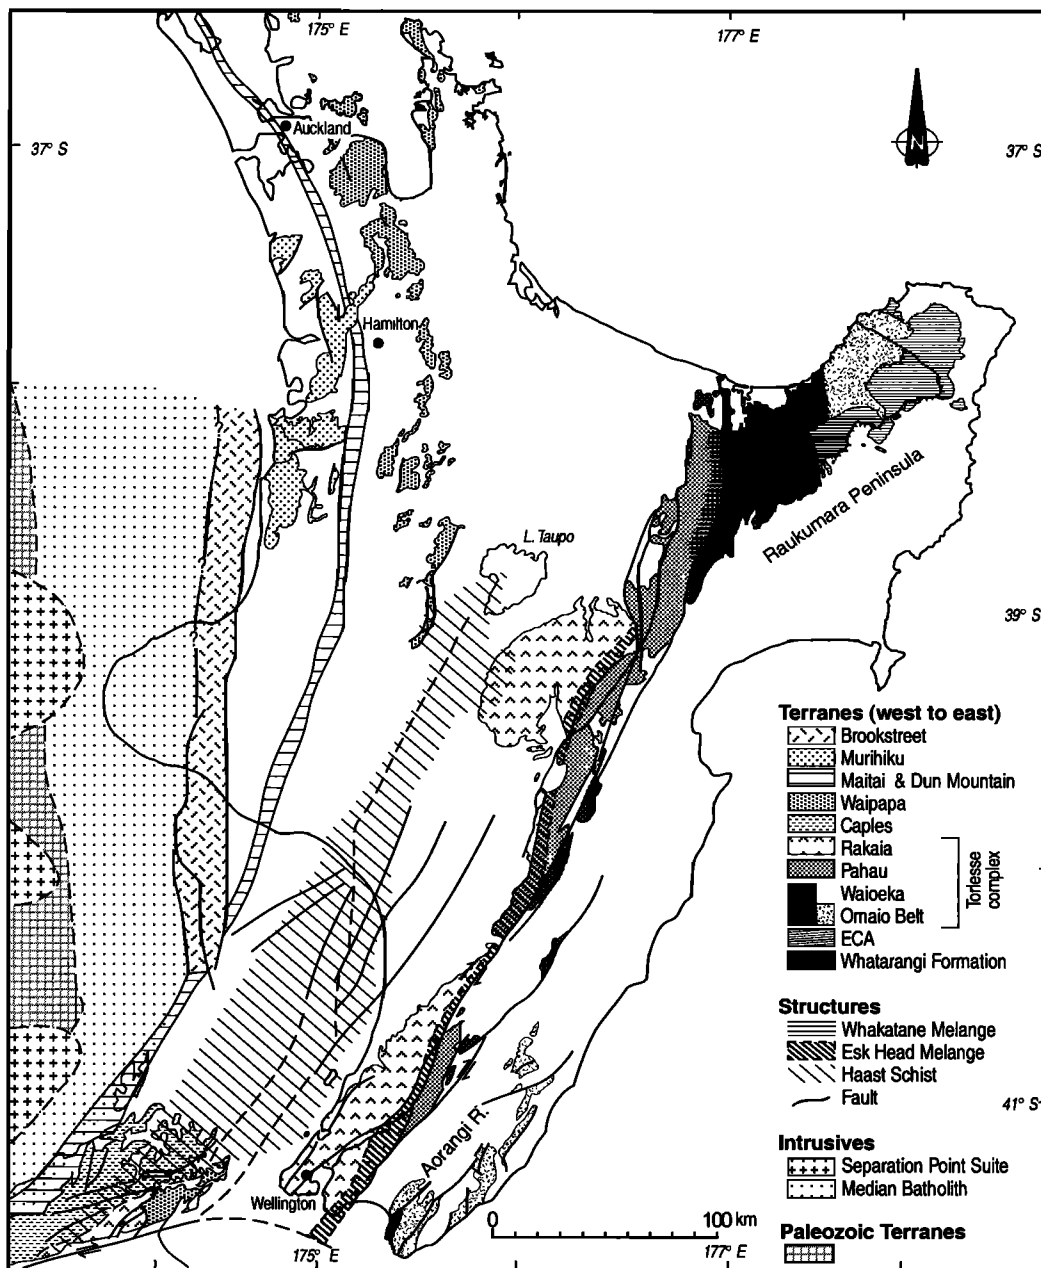 175° E
177° E
N
37° S
37° S
Auckland
Hamilton
L. Taupo
Raukumara Peninsula
39° S
Terranes (west to east)
Brookstreet
Murihiku
Maitai & Dun Mountain
Waipapa
Caples
Rakaia
Pahau
Waioeka
Omaio Belt
Torlesse
complex
ECA
Whatarangi Formation
Structures
Whakatane Melange
Esk Head Melange
Haast Schist
Fault
41° S
Intrusives
Separation Point Suite
Median Batholith
Paleozoic Terranes
Aorangi R.
Wellington
0
100 km
175° E
177° E